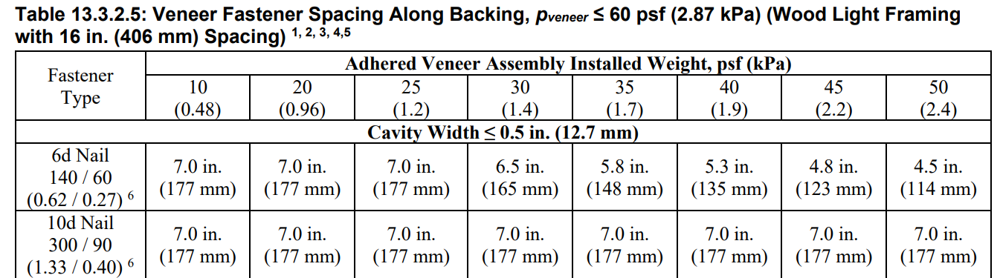 Table 13.3.2.5: Veneer Fastener Spacing Along Backing, pveneer ≤ 60 psf (2.87 kPa) (Wood Light Framing
with 16 in. (406 mm) Spacing) 1, 2, 3, 4,5
Fastener Type
Adhered Veneer Assembly Installed Weight, psf (kPa)
10 20 25 30 35 40 45 50
(0.48) (0.96) (1.2) (1.4) (1.7) (1.9) (2.2) (2.4)
Cavity Width ≤ 0.5 in. (12.7 mm)
6d Nail
140 / 60
(0.62 / 0.27) 6
7.0 in. 7.0 in. 7.0 in. 6.5 in. 5.8 in. 5.3 in. 4.8 in. 4.5 in.
(177 mm) (177 mm) (177 mm) (165 mm) (148 mm) (135 mm) (123 mm) (114 mm)
10d Nail
300 / 90
(1.33 / 0.40) 6
7.0 in. 7.0 in. 7.0 in. 7.0 in. 7.0 in. 7.0 in. 7.0 in. 7.0 in.
(177 mm) (177 mm) (177 mm) (177 mm) (177 mm) (177 mm) (177 mm) (177 mm)